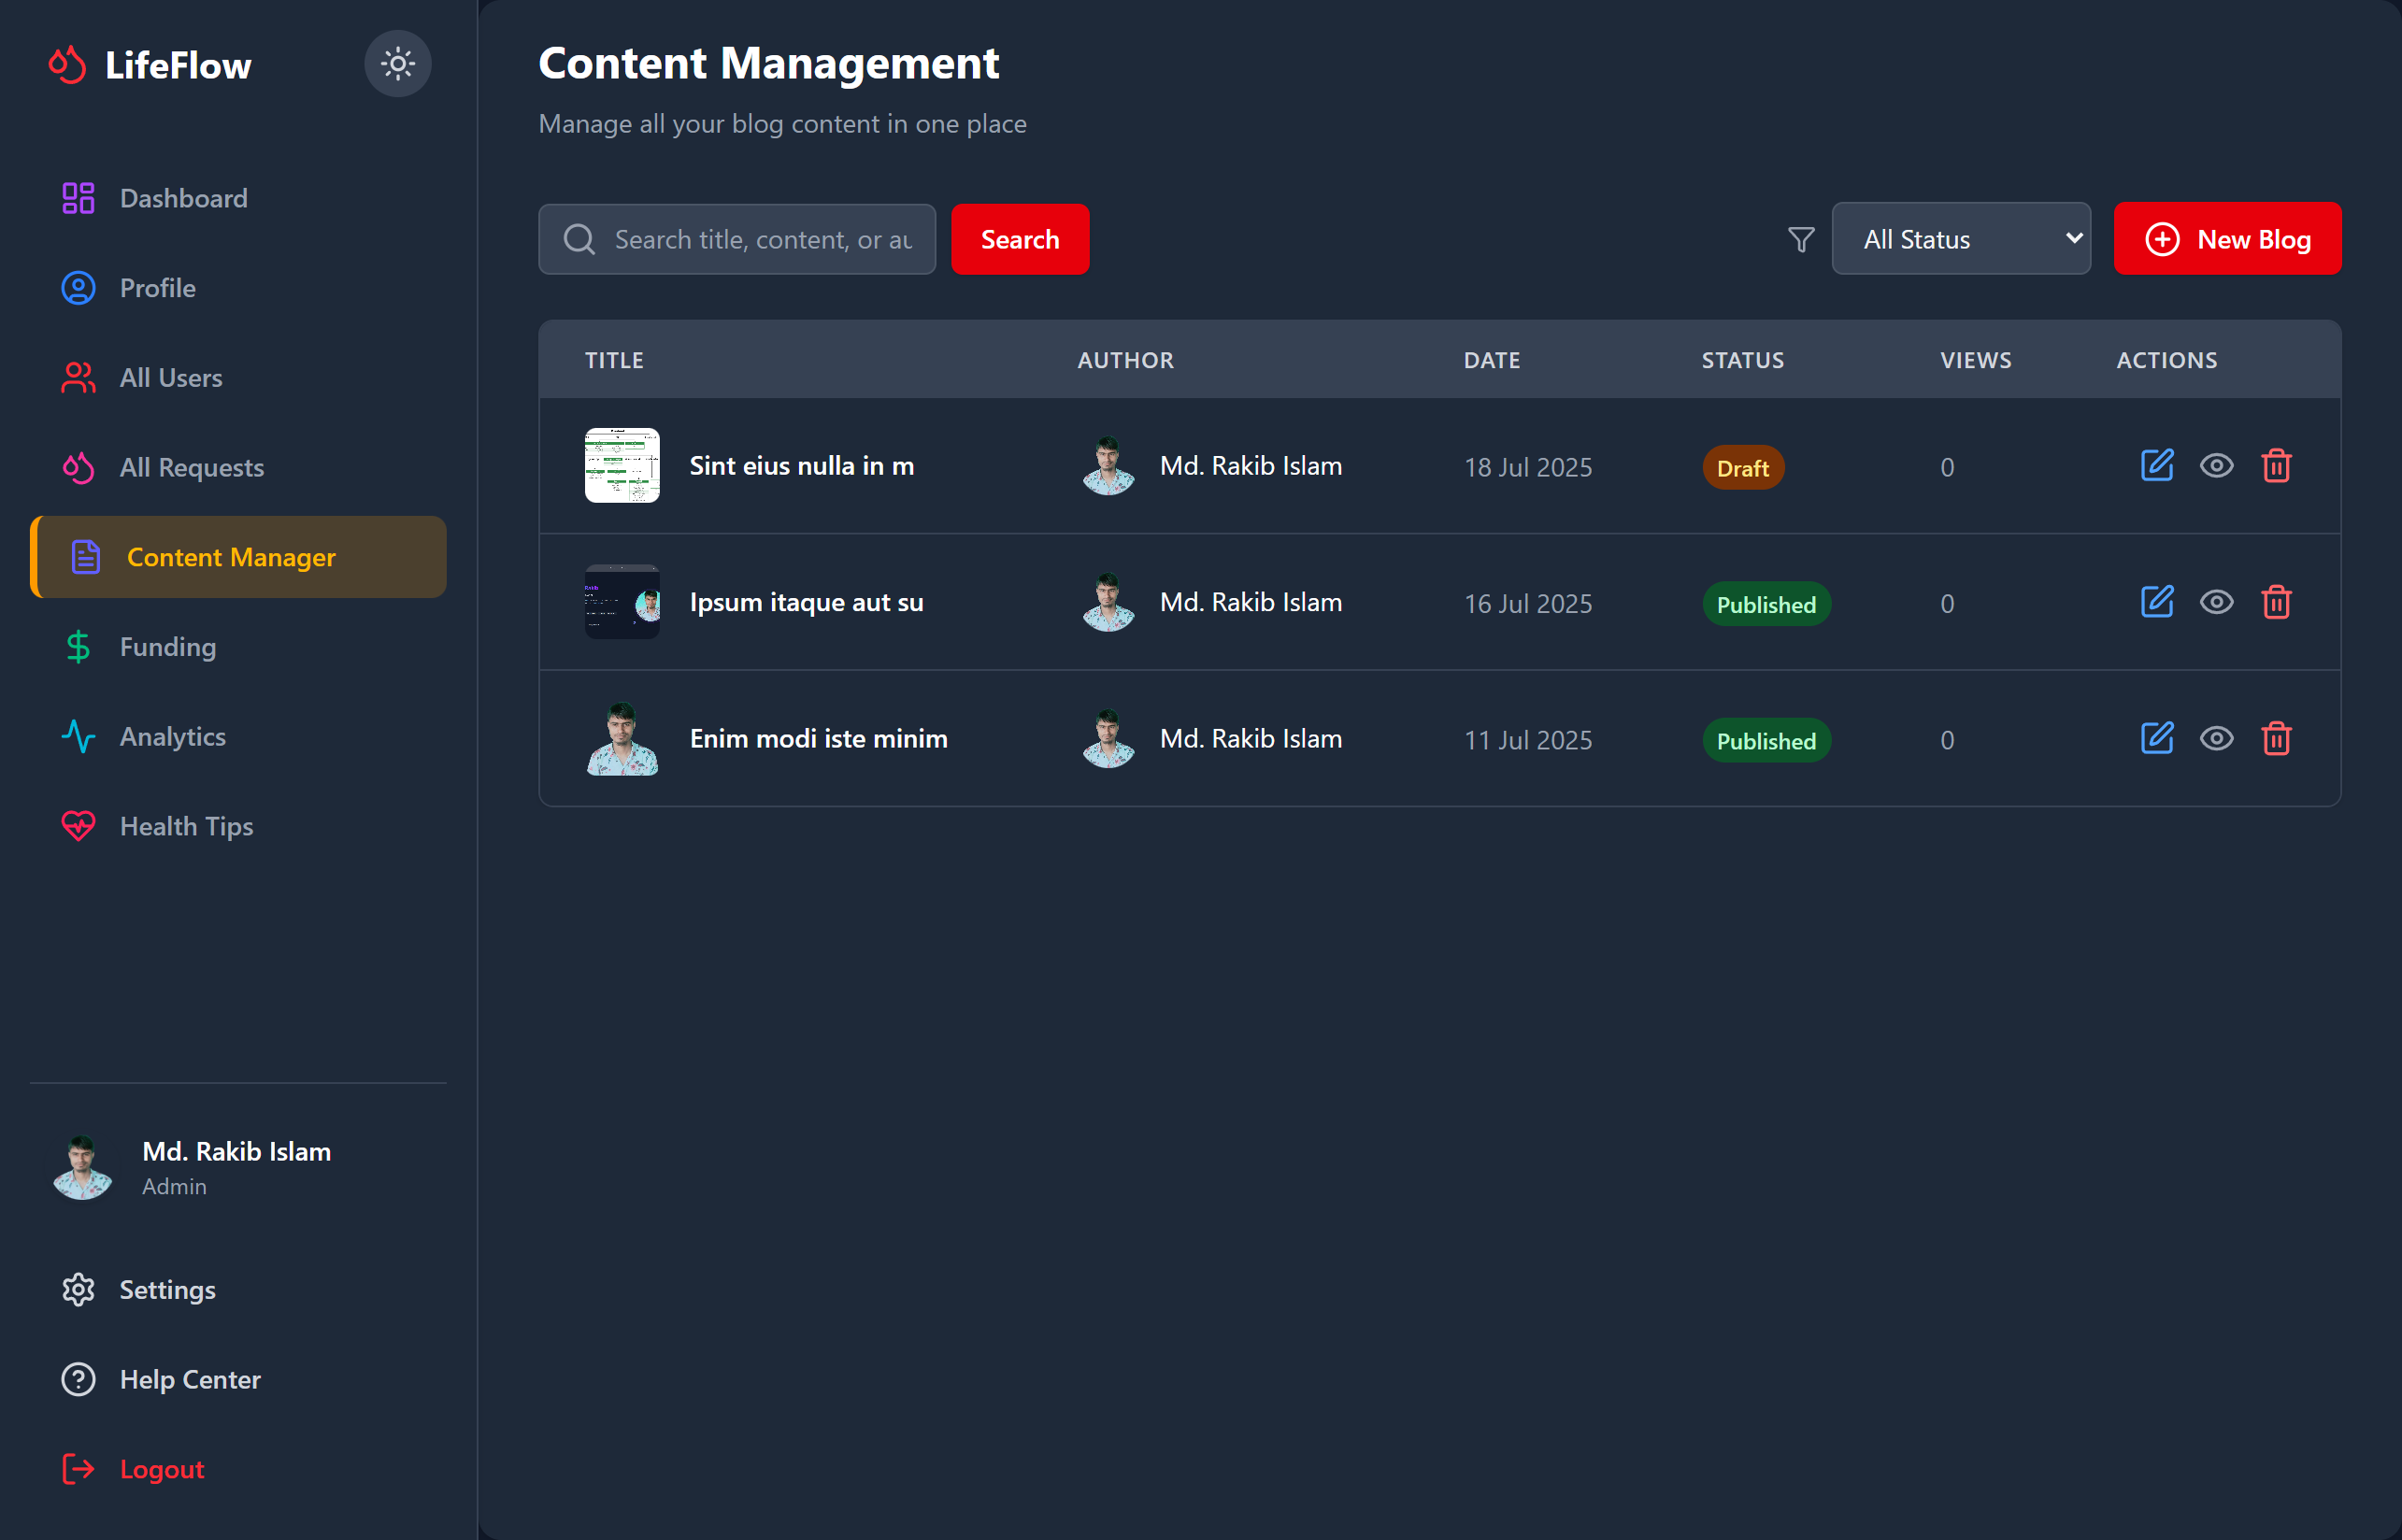 LifeFlow
Dashboard
Profile
All Users
All Requests
Content Manager
Funding
Analytics
Health Tips
Md. Rakib Islam
Admin
Settings
Help Center
Logout
Content Management
Manage all your blog content in one place
Search title, content, or au
Search
All Status
New Blog
TITLE AUTHOR DATE STATUS VIEWS ACTIONS
Sint eius nulla in m Md. Rakib Islam 18 Jul 2025 Draft 0
Ipsum itaque aut su Md. Rakib Islam 16 Jul 2025 Published 0
Enim modi iste minim Md. Rakib Islam 11 Jul 2025 Published 0